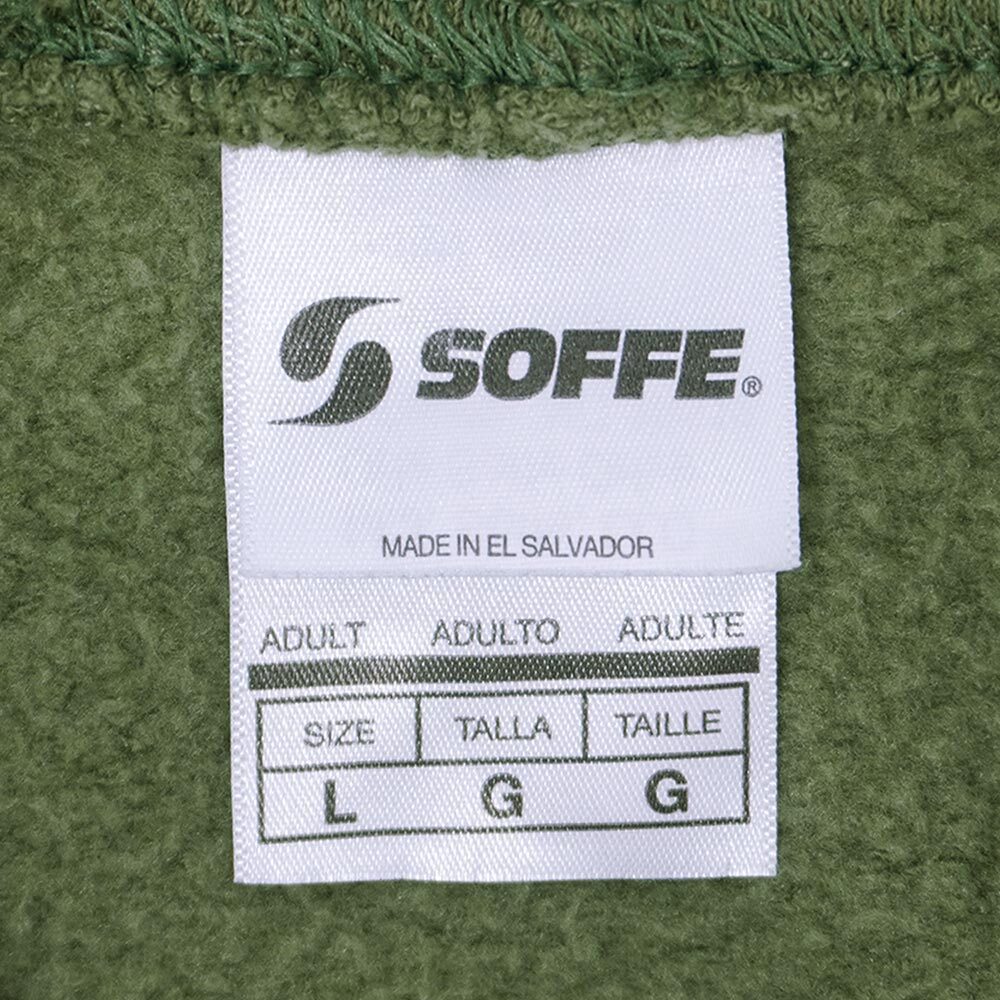 SOFFE®
MADE IN EL SALVADOR
ADULT ADULTO ADULTE
SIZE TALLA TAILLE
L G G